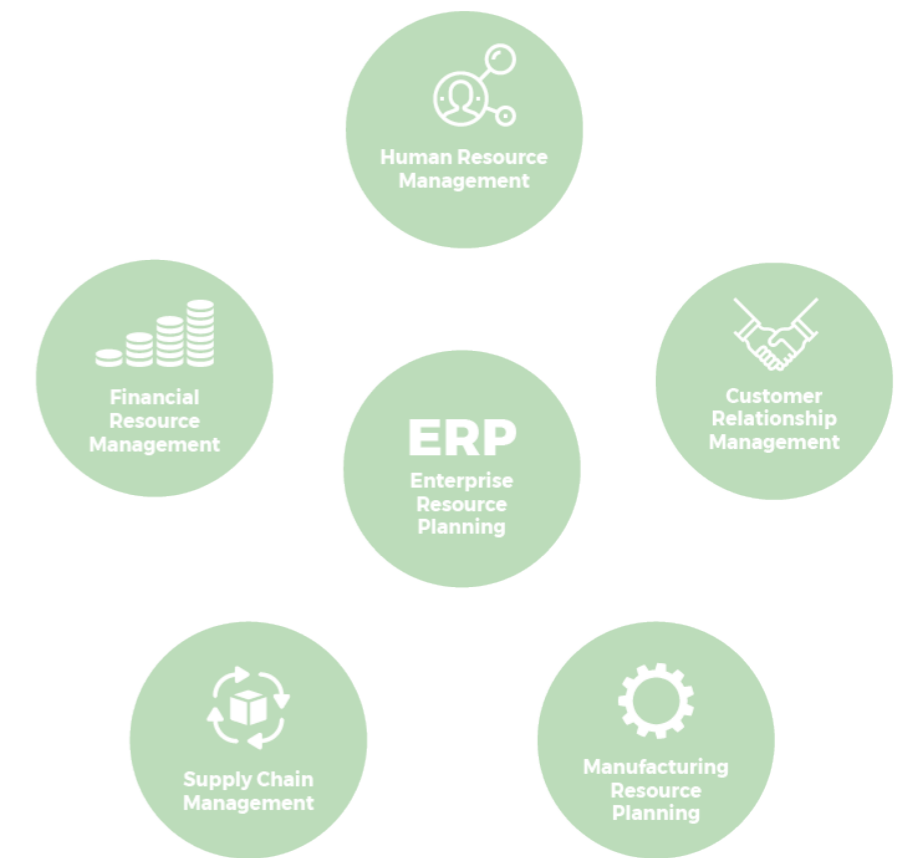 Human Resource
Management
Financial
Resource
Management
Customer
Relationship
Management
ERP
Enterprise
Resource
Planning
Supply Chain
Management
Manufacturing
Resource
Planning